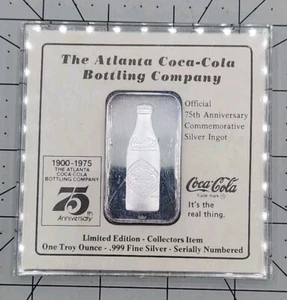 The Atlanta Coca-Cola
Bottling Company
Official
75th Anniversary
Commemorative
Silver Ingot
1900-1975
THE ATLANTA
COCA-COLA
BOTTLING COMPANY
75th
Anniversary
Coca-Cola
Trade-mark ®
It's the
real thing.
Limited Edition - Collectors Item
One Troy Ounce - .999 Fine Silver - Serially Numbered